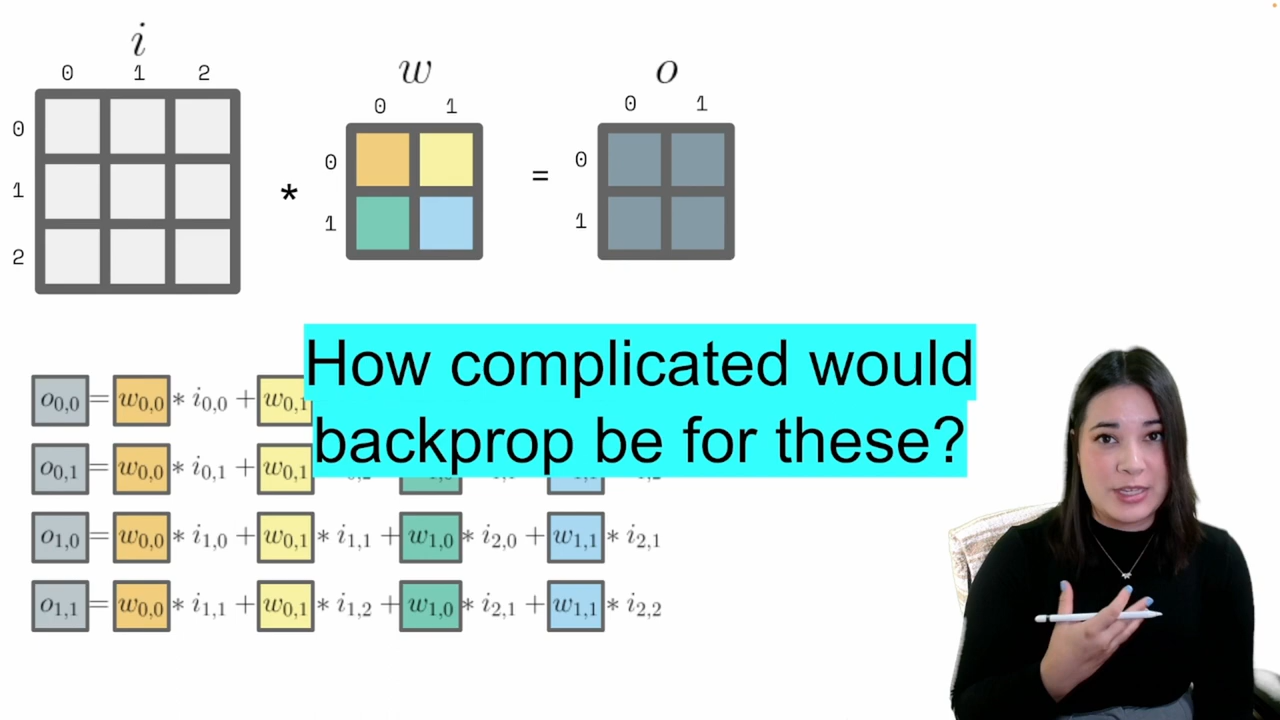 i
0 1 2
w
o
0 1
0 1
0
0
0
1
* =
1
1
2
How complicated would
backprop be for these?
o0,0 = w0,0 * i0,0 + w0,1
o0,1 = w0,0 * i0,1 + w0,1
o1,0 = w0,0 * i1,0 + w0,1 * i1,1 + w1,0 * i2,0 + w1,1 * i2,1
o1,1 = w0,0 * i1,1 + w0,1 * i1,2 + w1,0 * i2,1 + w1,1 * i2,2